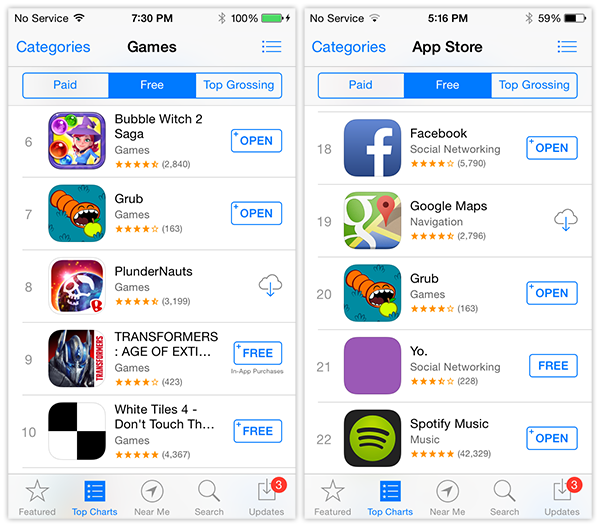 No Service 7:30 PM 100%
Categories Games
Paid Free Top Grossing
6
Bubble Witch 2
Saga
Games
(2,840)
+ OPEN
7
Grub
Games
(163)
+ OPEN
8
PlunderNauts
Games
(3,199)
9
TRANSFORMERS
TRANSFORMERS
: AGE OF EXTI...
Games
(423)
+ FREE
In-App Purchases
10
White Tiles 4 -
Don't Touch Th...
Games
(4,367)
+ FREE
Featured Top Charts Near Me Search Updates
3
No Service 5:16 PM 59%
Categories App Store
Paid Free Top Grossing
18
f
Facebook
Social Networking
(5,790)
+ OPEN
19
g
Google Maps
Navigation
(2,796)
20
Grub
Games
(163)
+ OPEN
21
Yo.
Social Networking
(228)
FREE
22
Spotify Music
Music
(42,329)
+ OPEN
Featured Top Charts Near Me Search Updates
3